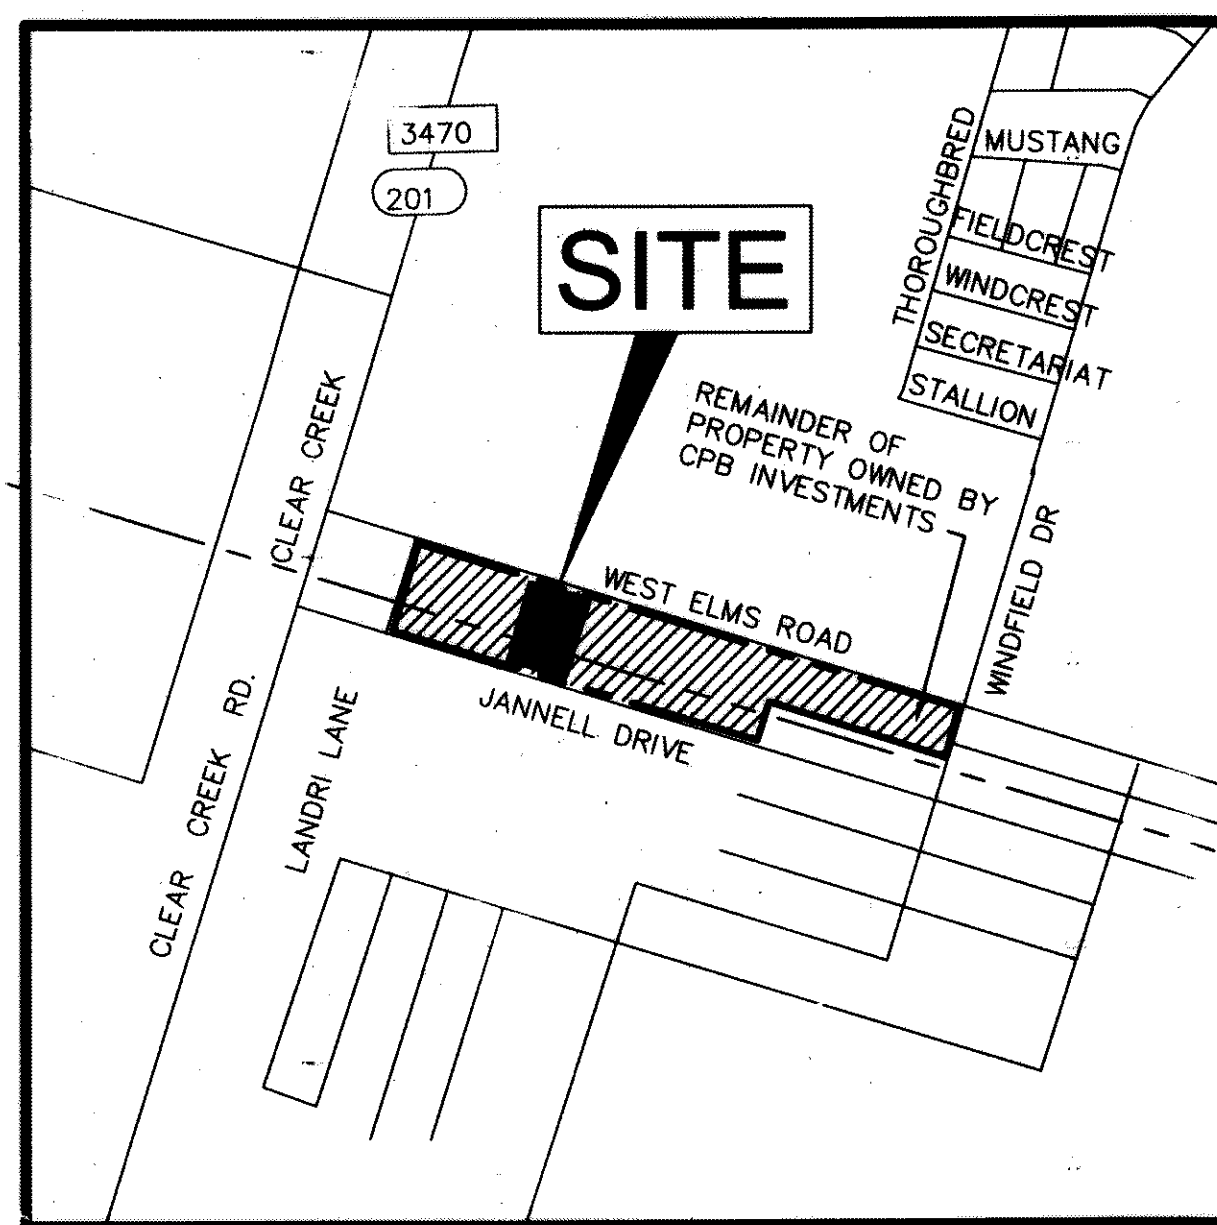 3470
201
SITE
THOROUGHBRED
MUSTANG
FIELDCREST
WINDCREST
SECRETARIAT
STALLION
REMAINDER OF
PROPERTY OWNED BY
CPB INVESTMENTS
CLEAR CREEK
WEST ELMS ROAD
WINDFIELD DR
JANNELL DRIVE
LANDRI LANE
CLEAR CREEK RD.